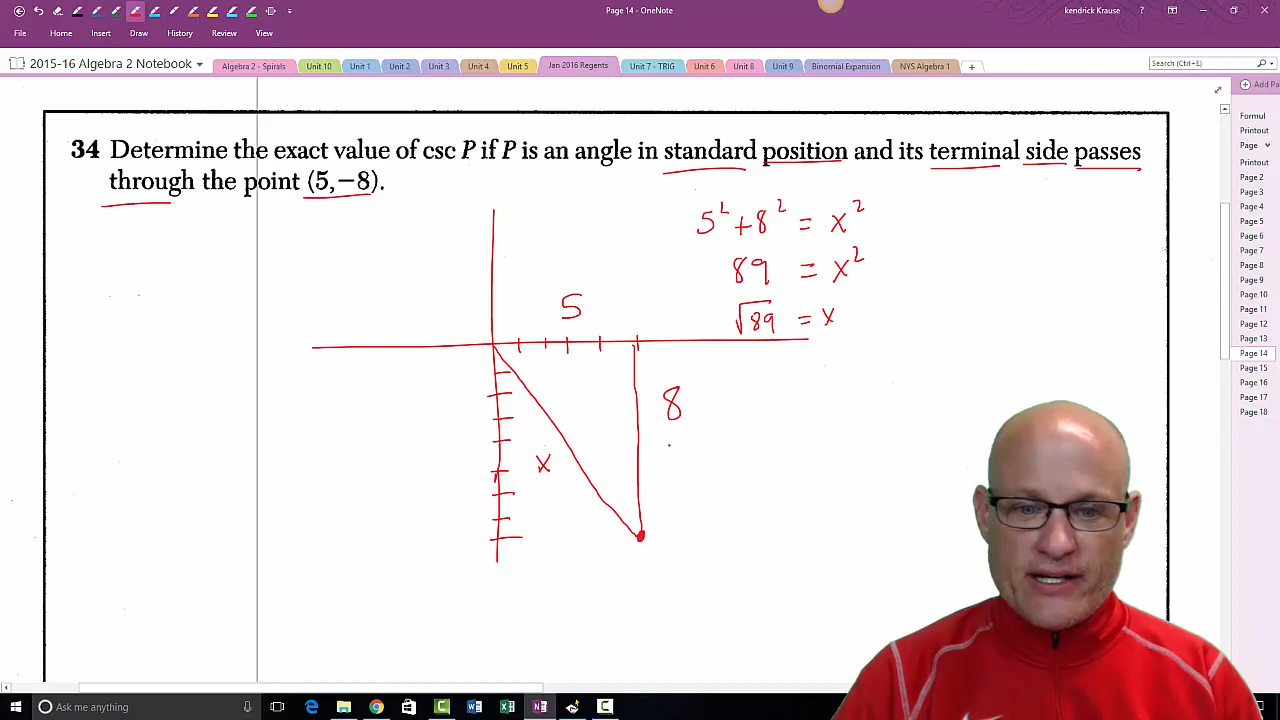 Page 14 - OneNote
kendrick Krause
?
File Home Insert Draw History Review View
2015-16 Algebra 2 Notebook
Algebra 2 - Spirals Unit 10 Unit 1 Unit 2 Unit 3 Unit 4 Unit 5 Jan 2016 Regents Unit 7 - TRIG Unit 6 Unit 8 Unit 9 Binomial Expansion NYS Algebra 1 +
Search (Ctrl+E)
Add Pa
Formul
Printout
Page
Printout
Page 2
Page 3
Page 4
Page 5
Page 6
Page 7
Page 8
Page 9
Page 10
Page 11
Page 12
Page 13
Page 14
Page 15
Page 16
Page 17
Page 18
34 Determine the exact value of csc P if P is an angle in standard position and its terminal side passes
through the point (5,−8).
5² + 8² = x²
89 = x²
√89 = x
5
8
x
Ask me anything